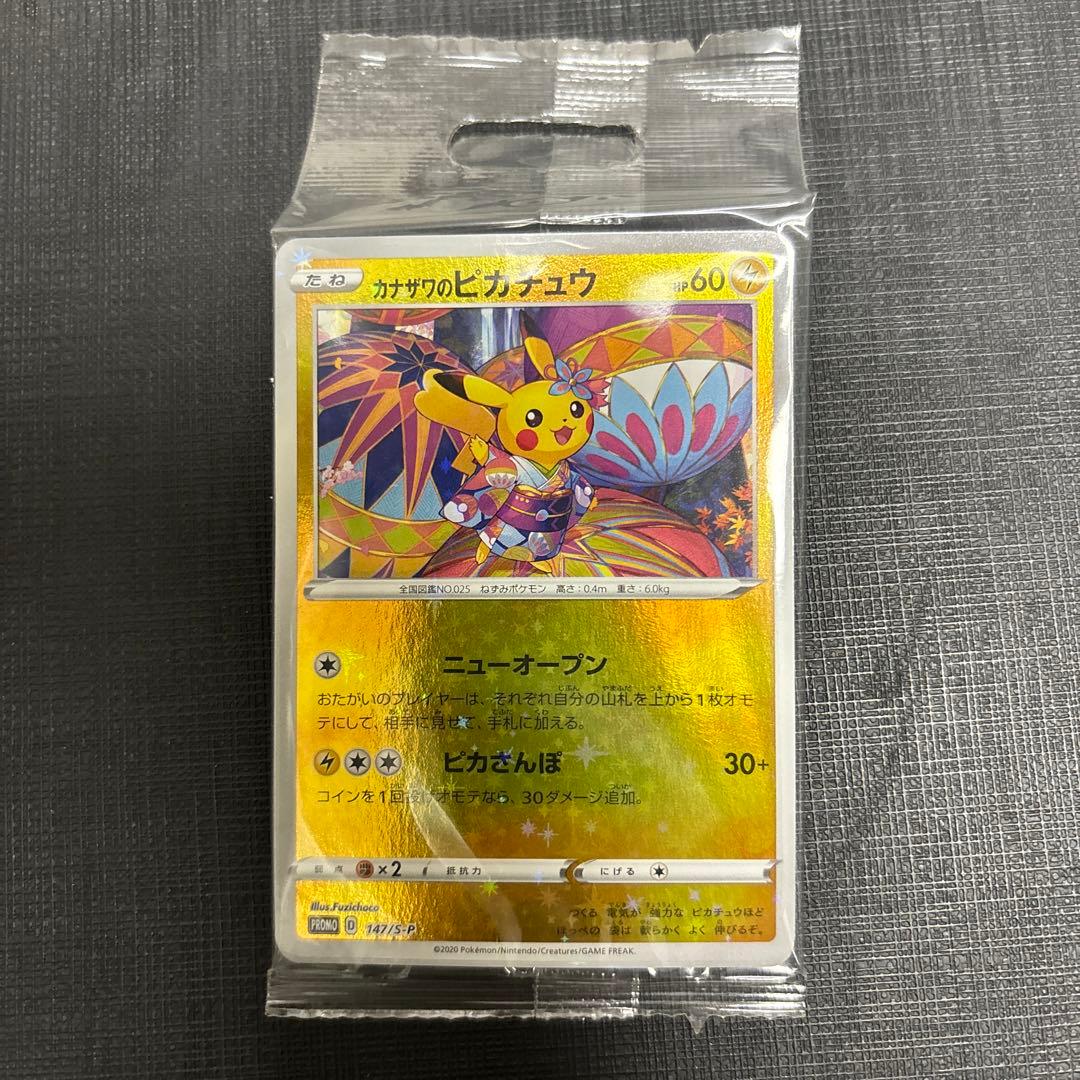 たね カナザワのピカチュウ HP60
全国図鑑NO.025 ねずみポケモン 高さ：0.4m 重さ：6.0kg
ニューオープン
おたがいのプレイヤーは、それぞれ自分の山札を上から1枚オモ
テにして、相手に見せて、手札に加える。
ピカさんぽ 30+
コインを1回投げオモテなら、30ダメージ追加。
弱点 ×2 抵抗力 にげる
Illus.Fuzichoco
PROMO D 147/S-P
つくる 電気が 強力な ピカチュウほど
ほっぺの 袋は 軟らかく よく 伸びるぞ。
©2020 Pokémon/Nintendo/Creatures/GAME FREAK.